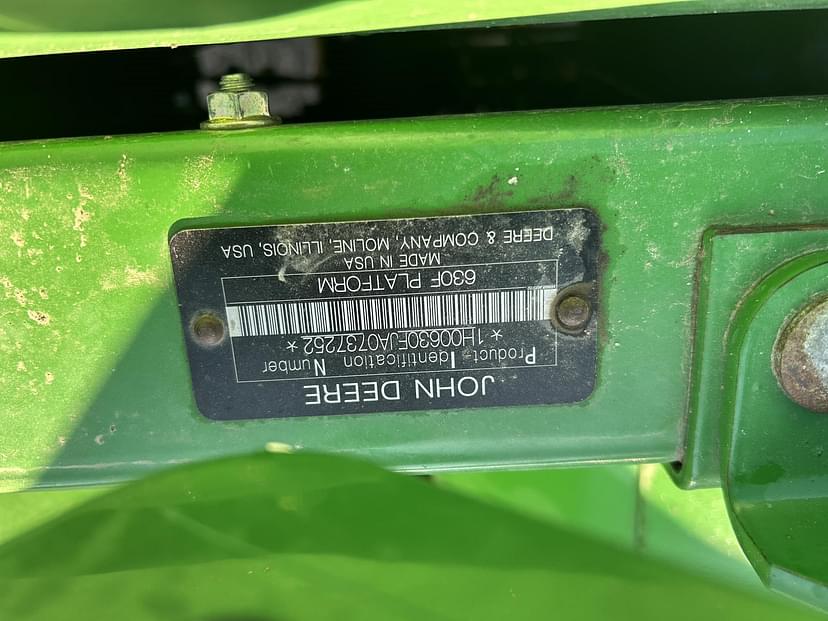 JOHN DEERE
Product Identification Number
*1H00630FJA0737252*
630F PLATFORM
MADE IN USA
DEERE & COMPANY, MOLINE, ILLINOIS, USA